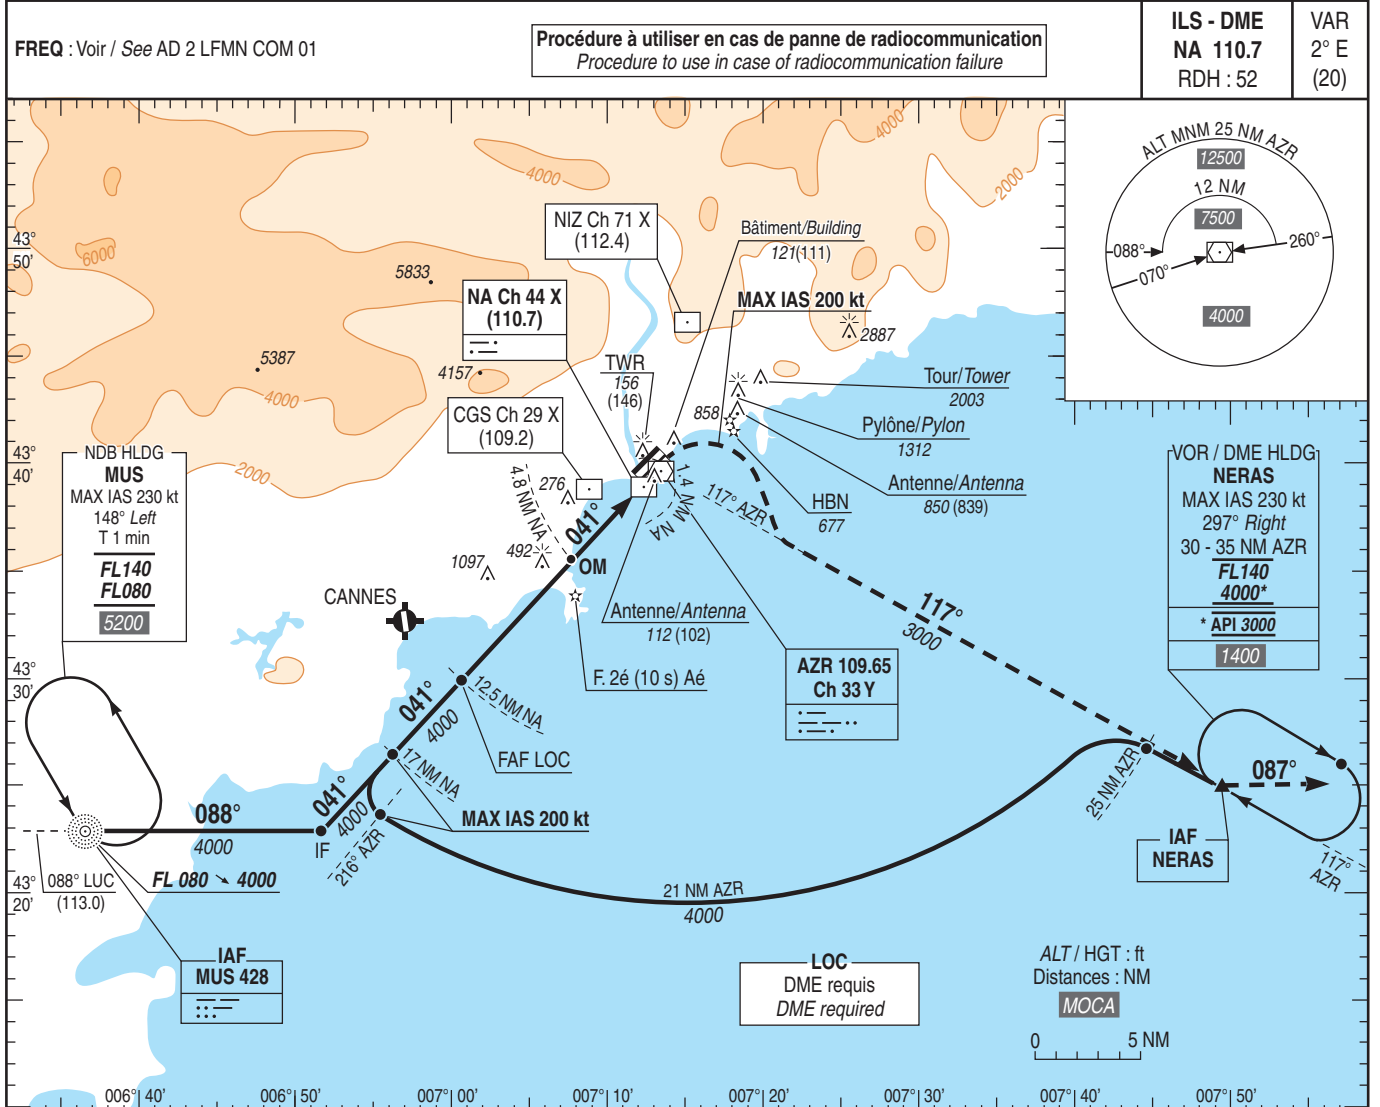 FREQ : Voir / See AD 2 LFMN COM 01
Procédure à utiliser en cas de panne de radiocommunication
Procedure to use in case of radiocommunication failure
ILS - DME
NA 110.7
RDH : 52
VAR
2° E
(20)
ALT MNM 25 NM AZR
12500
12 NM
7500
088°
260°
070°
4000
4000
4000
2000
6000
5833
5387
4157
4000
2000
43°
50'
43°
40'
43°
30'
43°
20'
NIZ Ch 71 X
(112.4)
Bâtiment/Building
121(111)
NA Ch 44 X
(110.7)
MAX IAS 200 kt
2887
TWR
156
(146)
CGS Ch 29 X
(109.2)
858
Tour/Tower
2003
Pylône/Pylon
1312
Antenne/Antenna
850 (839)
HBN
677
NDB HLDG
MUS
MAX IAS 230 kt
148° Left
T 1 min
FL140
FL080
5200
VOR / DME HLDG
NERAS
MAX IAS 230 kt
297° Right
30 - 35 NM AZR
FL140
4000*
* API 3000
1400
276
4.8 NM NA
041°
1.4 NM NA
117° AZR
492
1097
OM
CANNES
Antenne/Antenna
112 (102)
F. 2é (10 s) Aé
AZR 109.65
Ch 33 Y
117°
3000
041°
4000
12.5 NM NA
FAF LOC
17 NM NA
041°
4000
MAX IAS 200 kt
216° AZR
25 NM AZR
087°
IAF
NERAS
117°
AZR
088°
4000
IF
088° LUC
(113.0)
FL 080 ↘ 4000
21 NM AZR
4000
IAF
MUS 428
LOC
DME requis
DME required
ALT / HGT : ft
Distances : NM
MOCA
0 5 NM
006° 40' 006° 50' 007° 00' 007° 10' 007° 20' 007° 30' 007° 40' 007° 50'